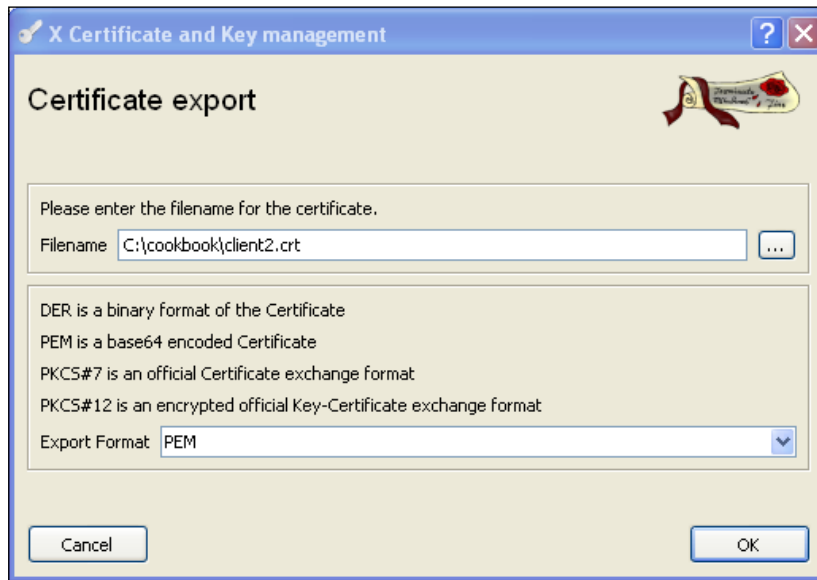 X Certificate and Key management
?
Certificate export
Please enter the filename for the certificate.
Filename C:\cookbook\client2.crt ...
DER is a binary format of the Certificate
PEM is a base64 encoded Certificate
PKCS#7 is an official Certificate exchange format
PKCS#12 is an encrypted official Key-Certificate exchange format
Export Format PEM
Cancel OK